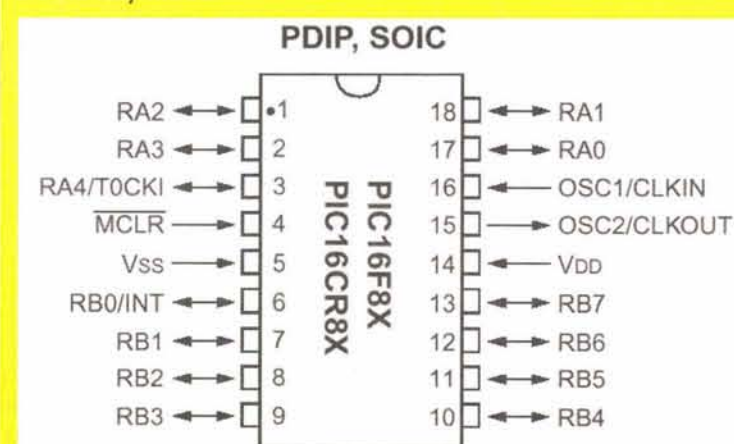 PDIP, SOIC
RA2 •1 18 RA1
RA3 2 17 RA0
RA4/T0CKI 3 16 OSC1/CLKIN
MCLR 4 15 OSC2/CLKOUT
VSS 5 14 VDD
RB0/INT 6 13 RB7
RB1 7 12 RB6
RB2 8 11 RB5
RB3 9 10 RB4
PIC16F8X
PIC16CR8X